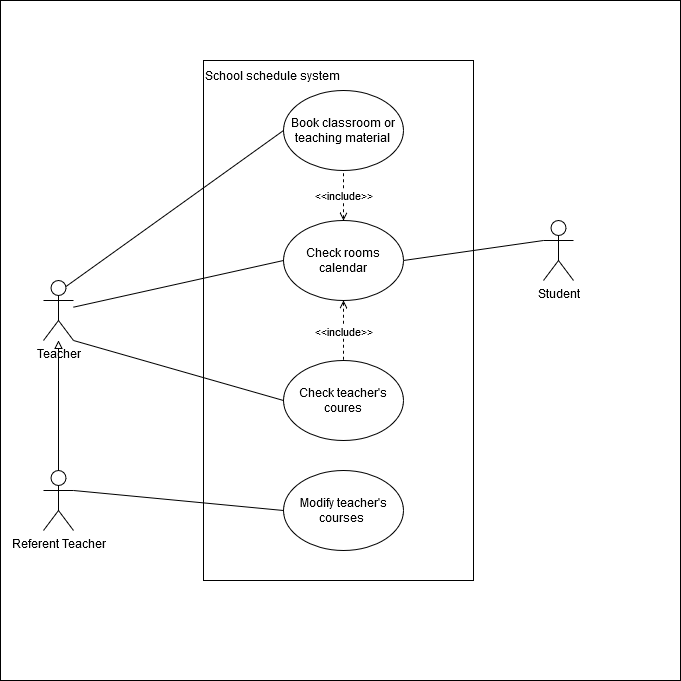 School schedule system
Book classroom or
teaching material
<<include>>
Check rooms
calendar
Student
<<include>>
Teacher
Check teacher's
coures
Modify teacher's
courses
Referent Teacher